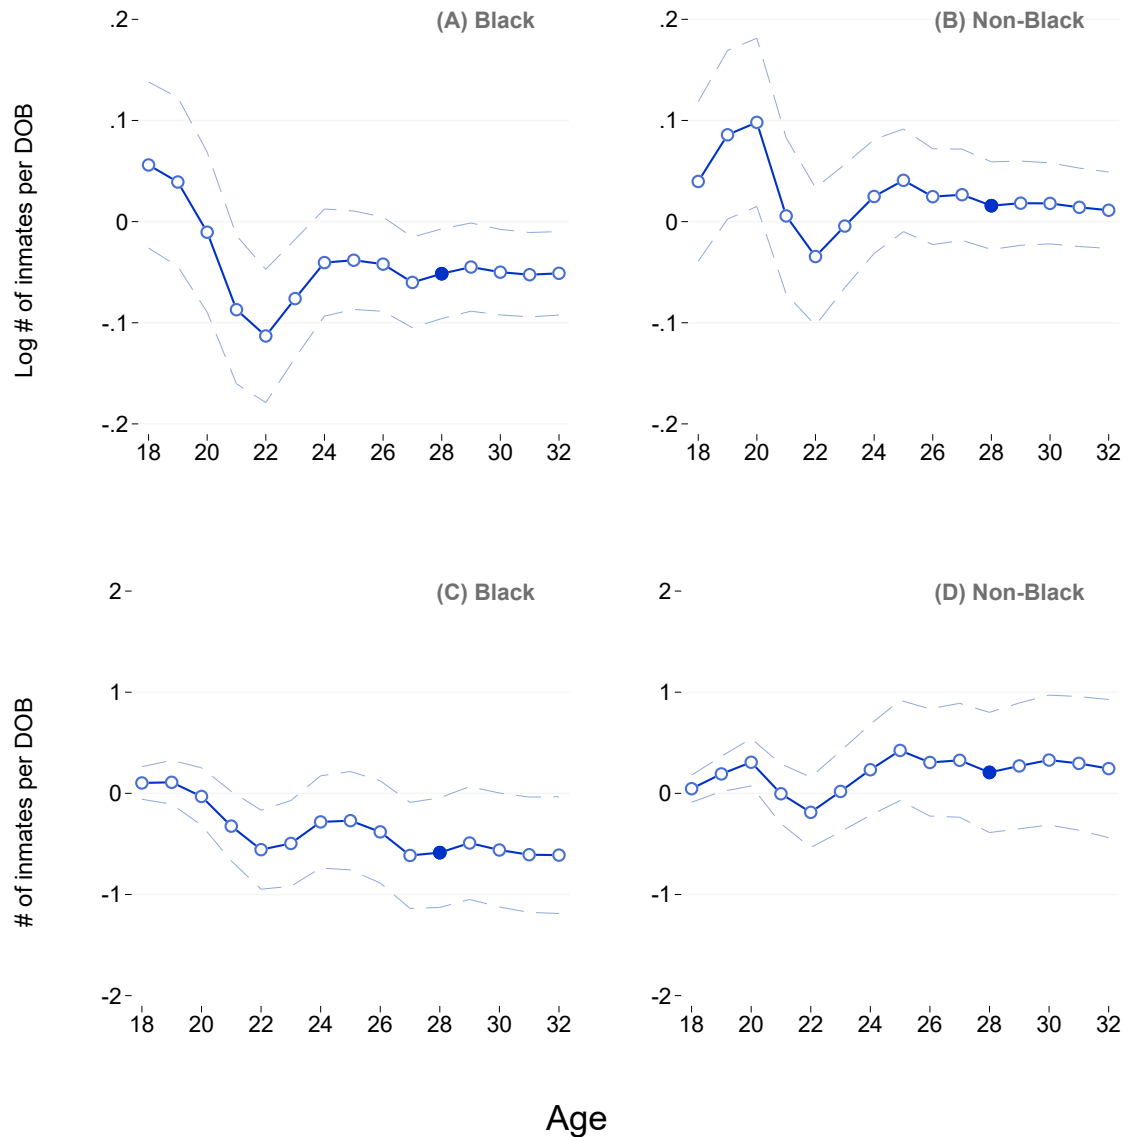 (A) Black
.2
.1
0
-.1
-.2
18 20 22 24 26 28 30 32
Log # of inmates per DOB
(B) Non-Black
.2
.1
0
-.1
-.2
18 20 22 24 26 28 30 32
(C) Black
2
1
0
-1
-2
18 20 22 24 26 28 30 32
# of inmates per DOB
(D) Non-Black
2
1
0
-1
-2
18 20 22 24 26 28 30 32
Age